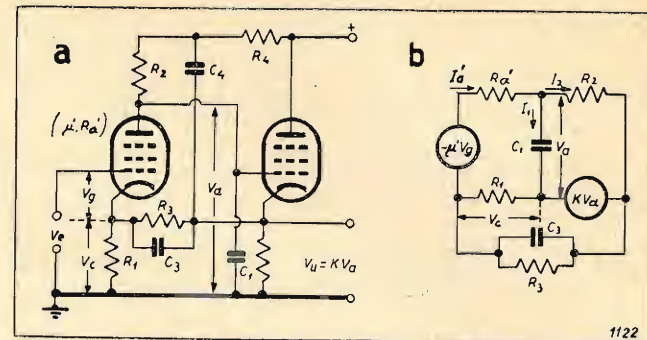 a
R2
C4
R4
+
(μ', Ra')
Vg
Ve
Vc
R1
R3
C3
Va
C1
Vu = KVa
b
I'a
Ra'
I2
R2
I1
-μ'Vg
C1
Va
R1
KVa
Vc
C3
R3
1122